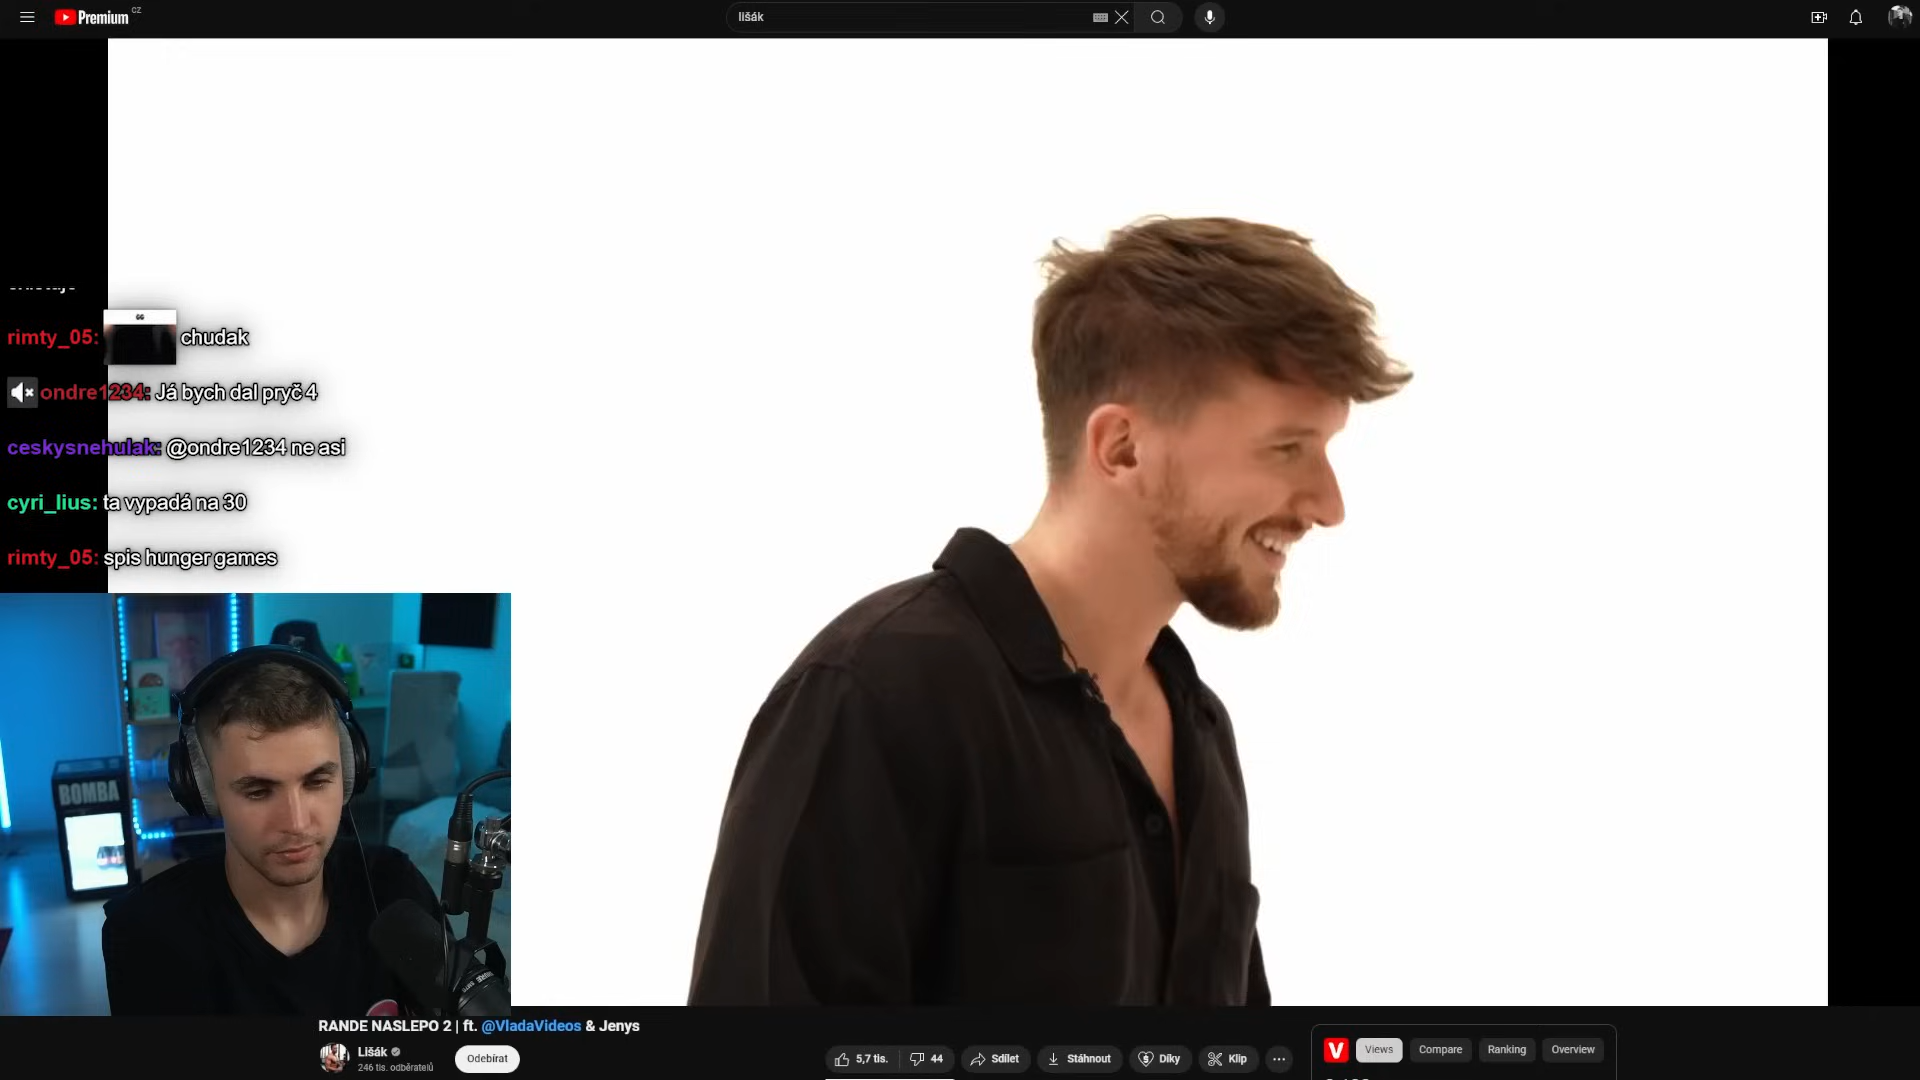 Premium CZ
lišák
rimty_05: chudak
GG
ondre1234: Já bych dal pryč 4
ceskysnehulak: @ondre1234 ne asi
cyri_lius: ta vypadá na 30
rimty_05: spis hunger games
BOMBA
RANDE NASLEPO 2 | ft. @VladaVideos & Jenys
Lišák
246 tis. odběratelů
Odebírat
5,7 tis.
44
Sdílet
Stáhnout
Díky
Klip
Views
Compare
Ranking
Overview